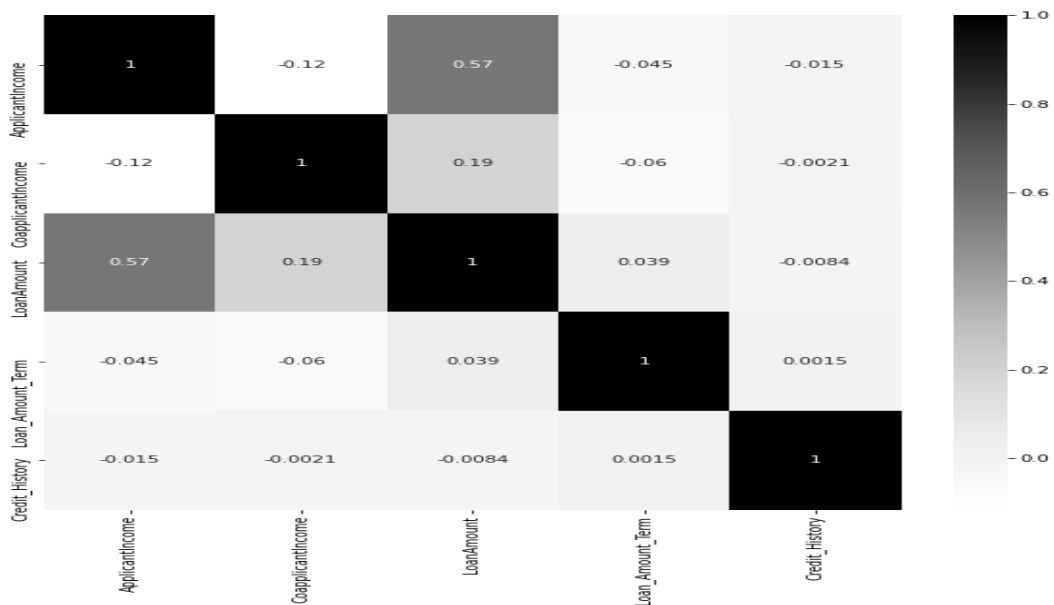 ApplicantIncome 1 -0.12 0.57 -0.045 -0.015
CoapplicantIncome -0.12 1 0.19 -0.06 -0.0021
LoanAmount 0.57 0.19 1 0.039 -0.0084
Loan_Amount_Term -0.045 -0.06 0.039 1 0.0015
Credit_History -0.015 -0.0021 -0.0084 0.0015 1
ApplicantIncome
CoapplicantIncome
LoanAmount
Loan_Amount_Term
Credit_History
1.0
0.8
0.6
0.4
0.2
0.0